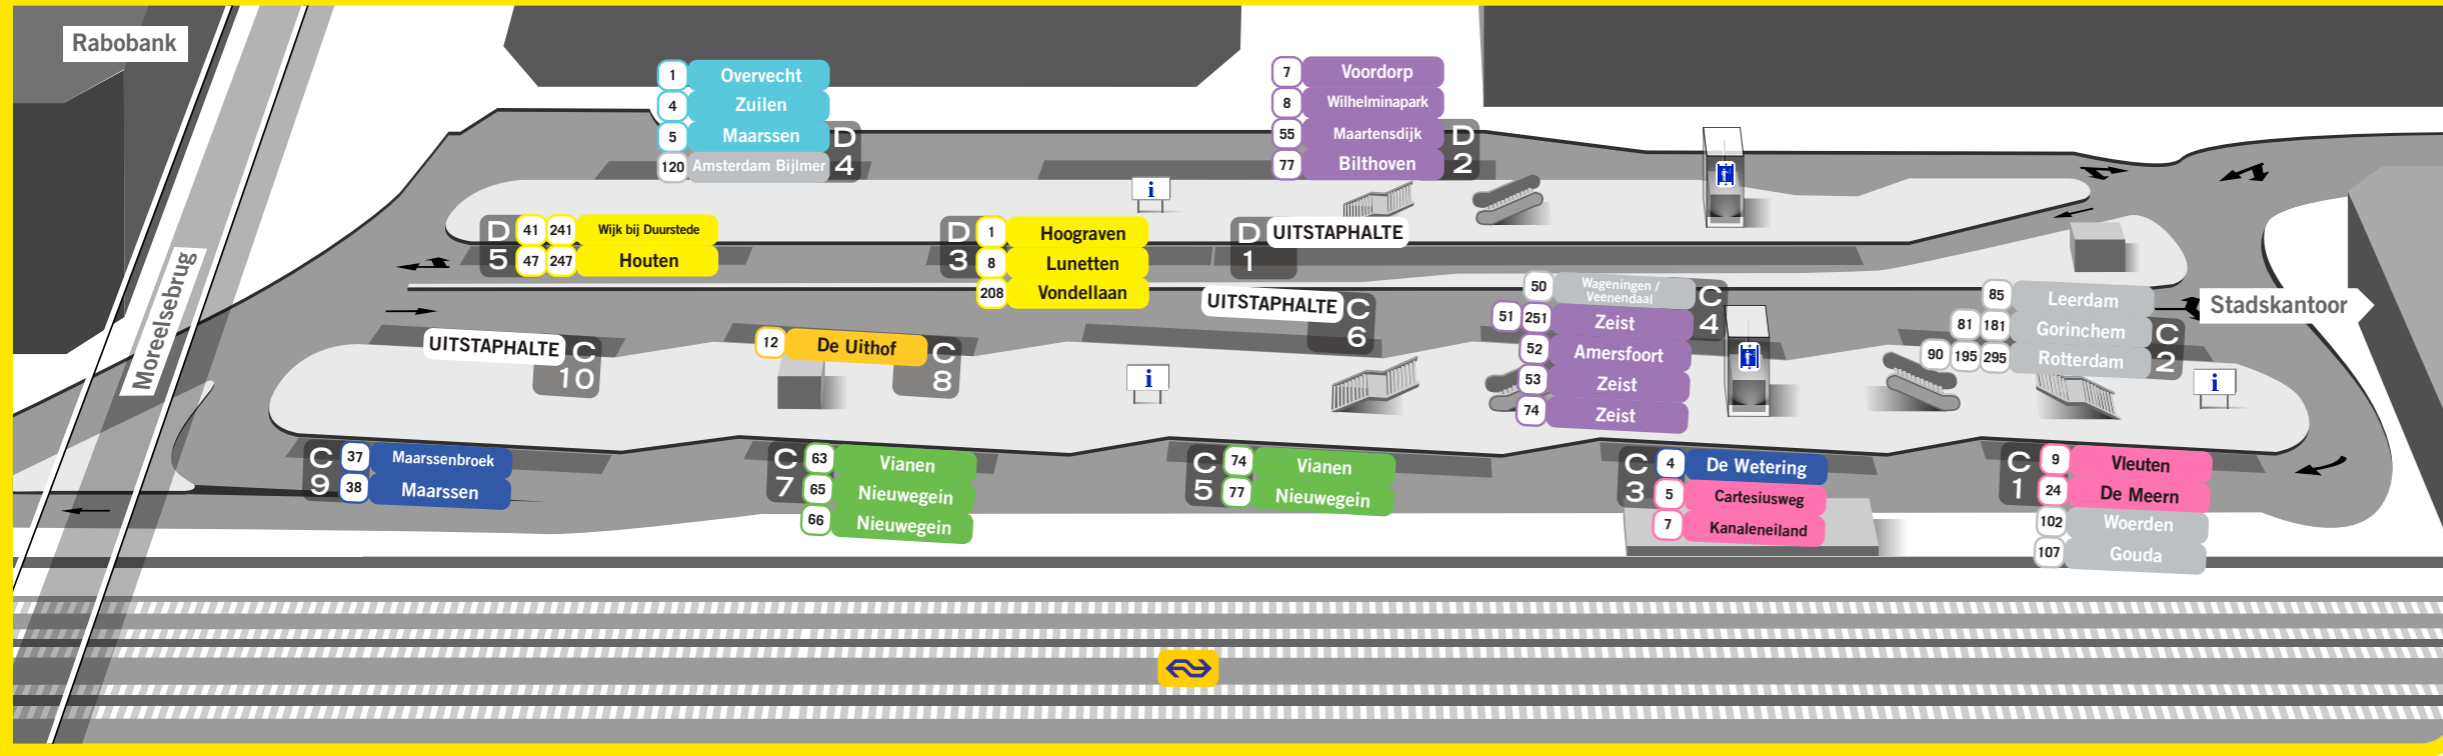 Rabobank
Moreelsebrug
1 Overvecht
4 Zuilen
5 Maarssen
120 Amsterdam Bijlmer
D 4
7 Voordorp
8 Wilhelminapark
55 Maartensdijk
77 Bilthoven
D 2
i
D 5
41 241 Wijk bij Duurstede
47 247 Houten
D 3
1 Hoograven
8 Lunetten
208 Vondellaan
D 1
UITSTAPHALTE
UITSTAPHALTE
C 10
12 De Uithof
C 8
UITSTAPHALTE
C 6
50 Wageningen /
Veenendaal
51 251 Zeist
52 Amersfoort
53 Zeist
74 Zeist
C 4
85 Leerdam
81 181 Gorinchem
90 195 295 Rotterdam
C 2
Stadskantoor
i
i
C 9
37 Maarssenbroek
38 Maarssen
C 7
63 Vianen
65 Nieuwegein
66 Nieuwegein
C 5
74 Vianen
77 Nieuwegein
C 3
4 De Wetering
5 Cartesiusweg
7 Kanaleneiland
C 1
9 Vleuten
24 De Meern
102 Woerden
107 Gouda